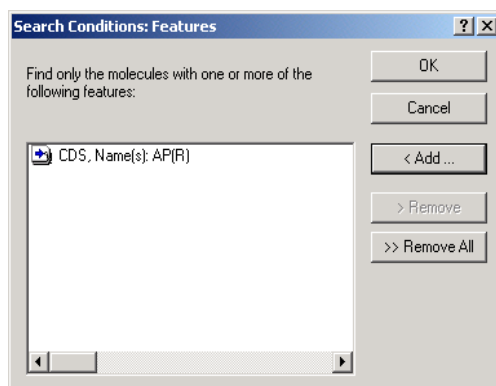 Search Conditions: Features
Find only the molecules with one or more of the
following features:
CDS, Name(s): AP(R)
OK
Cancel
< Add ...
> Remove
>> Remove All